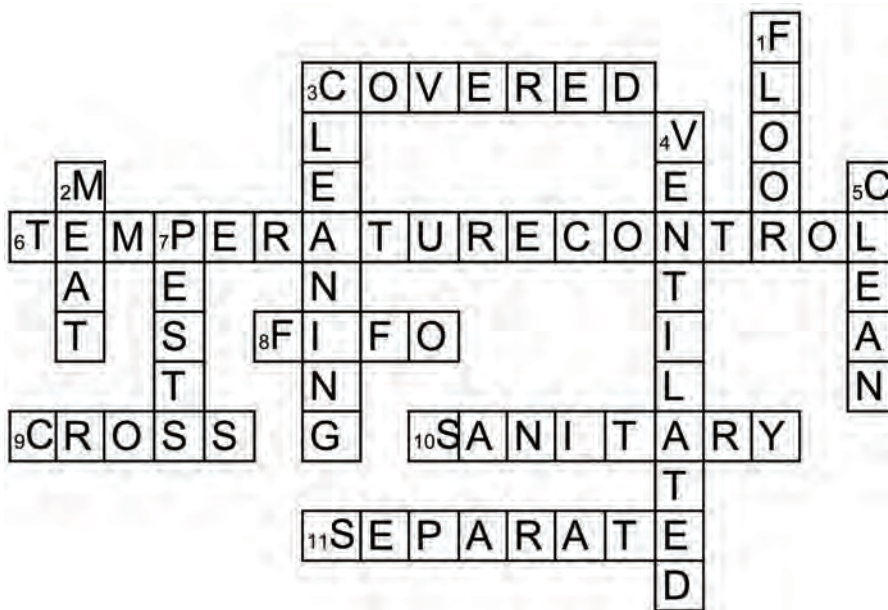 1F
3COVERED L
L 4V O
2M E E O 5C
6TEM7PERATURECONTROL
A E N T E
T S 8FIFO I A
T N L N
9CROSS G 10SANITARY
T
11SEPARATE
D